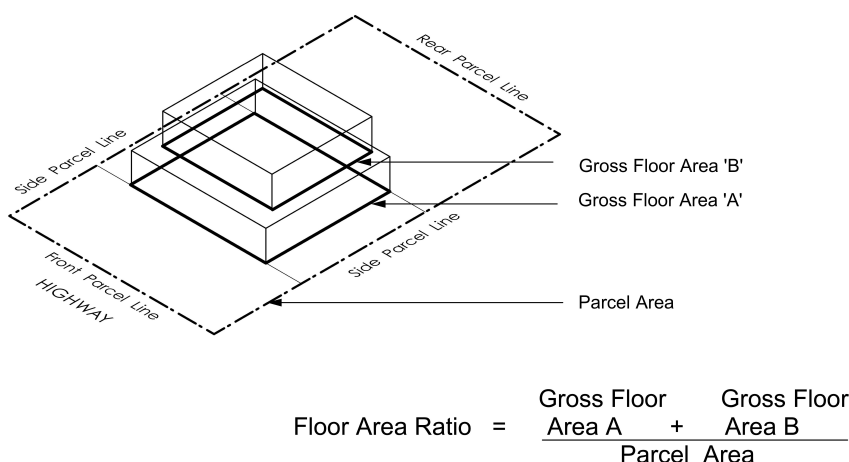 Rear Parcel Line
Side Parcel Line
Gross Floor Area 'B'
Gross Floor Area 'A'
Side Parcel Line
Front Parcel Line
HIGHWAY
Parcel Area
Gross Floor Gross Floor
Floor Area Ratio = Area A + Area B
Parcel Area